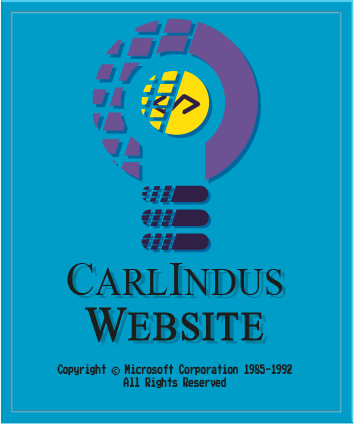 </>
CARLINDUS
WEBSITE
Copyright © Microsoft Corporation 1985-1992
All Rights Reserved